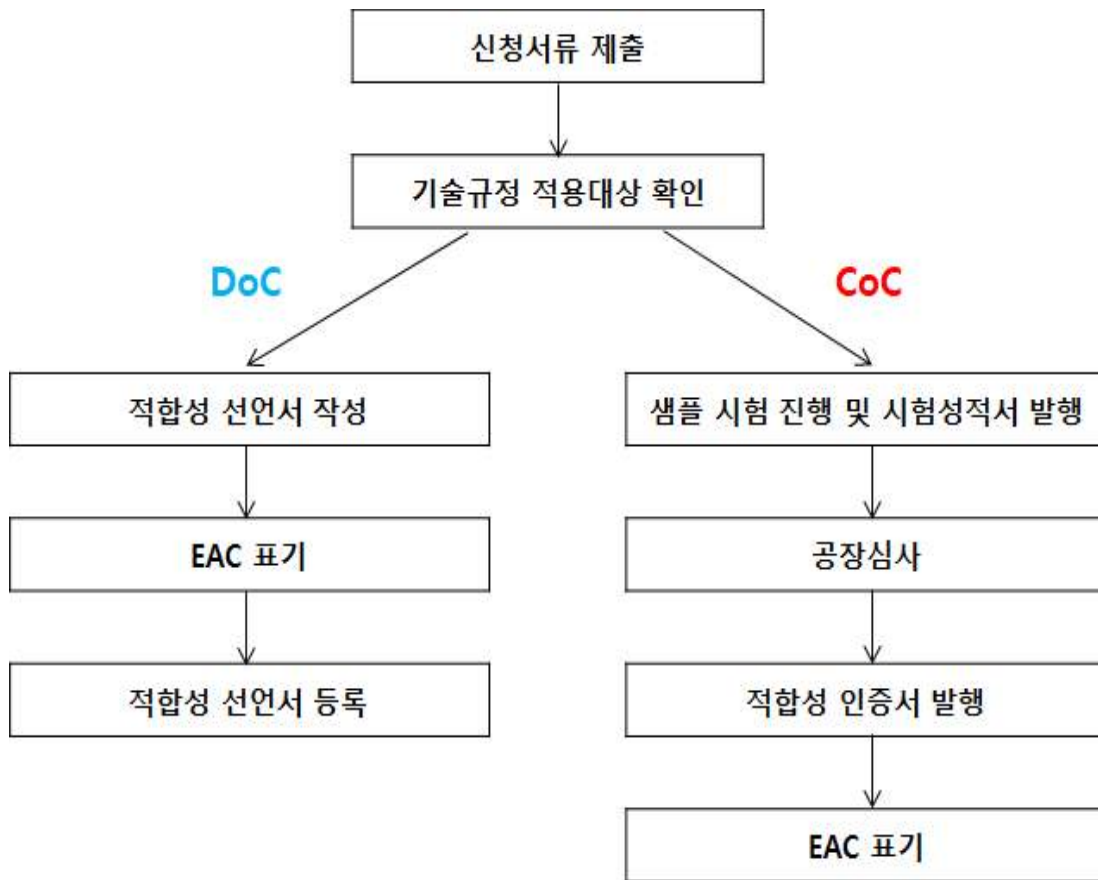 신청서류 제출
기술규정 적용대상 확인
DoC
CoC
적합성 선언서 작성
샘플 시험 진행 및 시험성적서 발행
EAC 표기
공장심사
적합성 선언서 등록
적합성 인증서 발행
EAC 표기